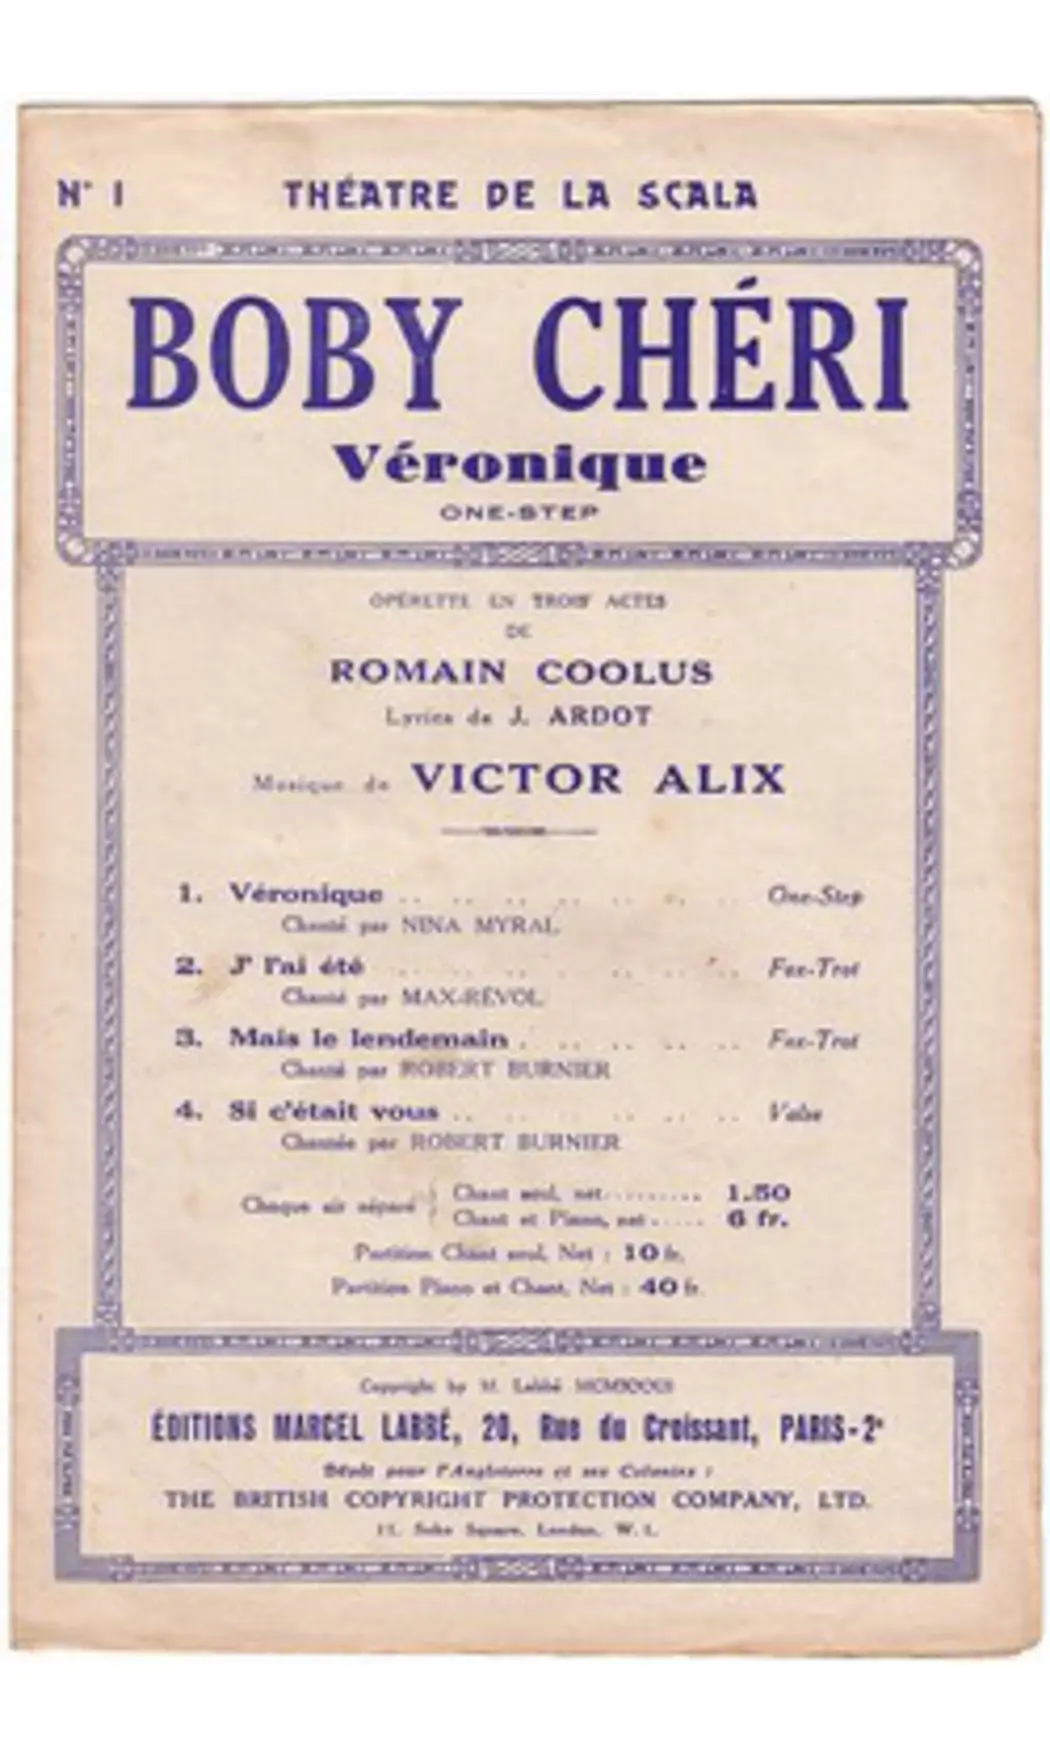 N° 1 THÉATRE DE LA SCALA
BOBY CHÉRI
Véronique
ONE-STEP
OPÉRETTE EN TROIS ACTES
DE
ROMAIN COOLUS
Lyrics de J. ARDOT
Musique de VICTOR ALIX
1. Véronique .. .. .. .. .. .. .. One-Step
Chanté par NINA MYRAL
2. J' l'ai été .. .. .. .. .. .. .. Fox-Trot
Chanté par MAX-RÉVOL
3. Mais le lendemain . .. .. .. .. Fox-Trot
Chanté par ROBERT BURNIER
4. Si c'était vous .. .. .. .. .. .. Valse
Chantée par ROBERT BURNIER
Chaque air séparé { Chant seul, net.......... 1.50
Chant et Piano, net ..... 6 fr.
Partition Chant seul, Net : 10 fr.
Partition Piano et Chant, Net : 40 fr.
Copyright by M. Labbé
ÉDITIONS MARCEL LABBÉ, 20, Rue du Croissant, PARIS-2e
Dépôt pour l'Angleterre et ses Colonies :
THE BRITISH COPYRIGHT PROTECTION COMPANY, LTD.
Soho Square, London, W. 1.